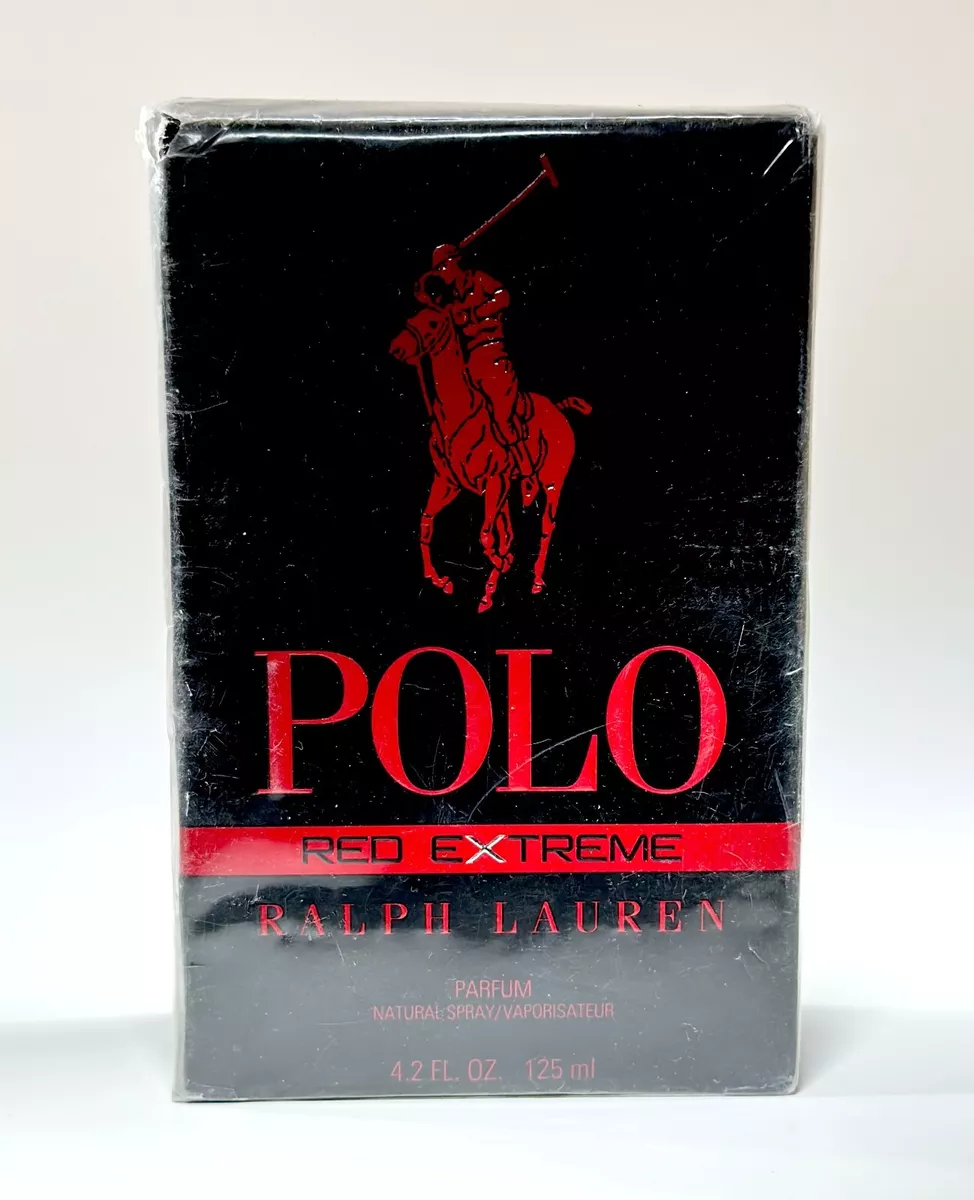 POLO
RED EXTREME
RALPH LAUREN
PARFUM
NATURAL SPRAY/VAPORISATEUR
4.2 FL. OZ. 125 ml